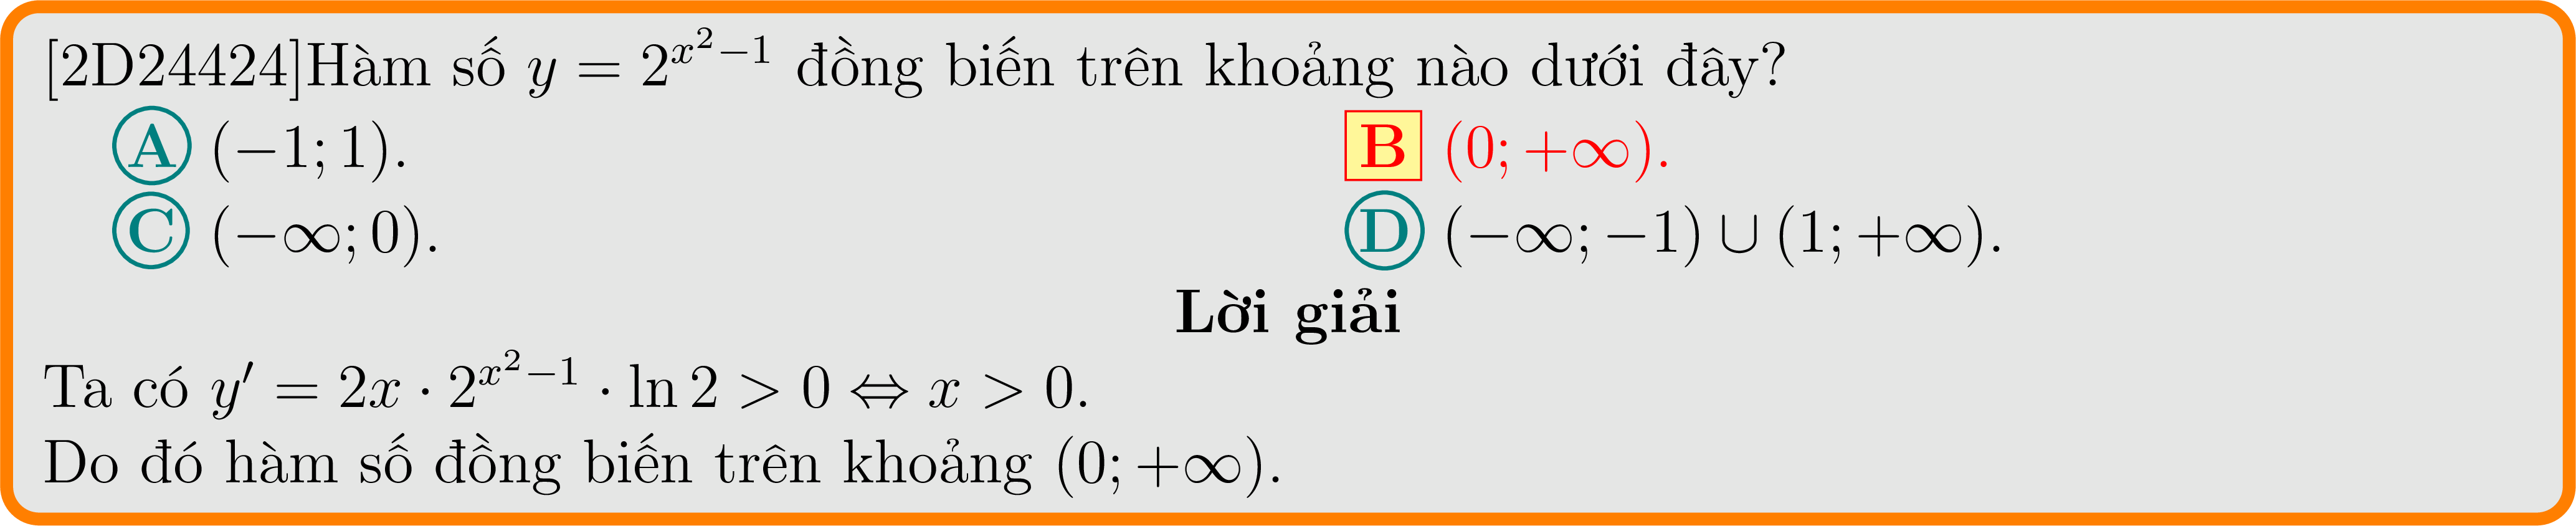 [2D24424]Hàm số $y = 2^{x^2-1}$ đồng biến trên khoảng nào dưới đây?
A $(-1; 1)$. B $(0; +\infty)$.
C $(-\infty; 0)$. D $(-\infty; -1) \cup (1; +\infty)$.
Lời giải
Ta có $y' = 2x \cdot 2^{x^2-1} \cdot \ln 2 > 0 \Leftrightarrow x > 0$.
Do đó hàm số đồng biến trên khoảng $(0; +\infty)$.